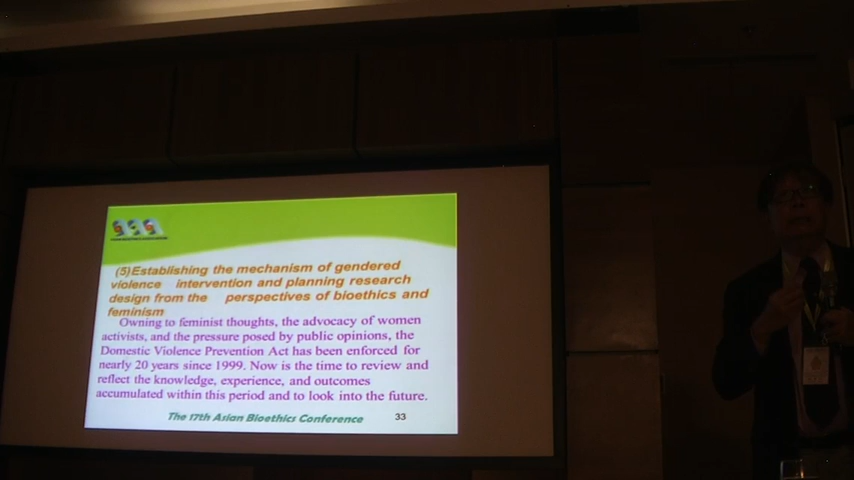 (5)Establishing the mechanism of gendered
violence intervention and planning research
design from the perspectives of bioethics and
feminism
Owning to feminist thoughts, the advocacy of women
activists, and the pressure posed by public opinions, the
Domestic Violence Prevention Act has been enforced for
nearly 20 years since 1999. Now is the time to review and
reflect the knowledge, experience, and outcomes
accumulated within this period and to look into the future.
The 17th Asian Bioethics Conference
33